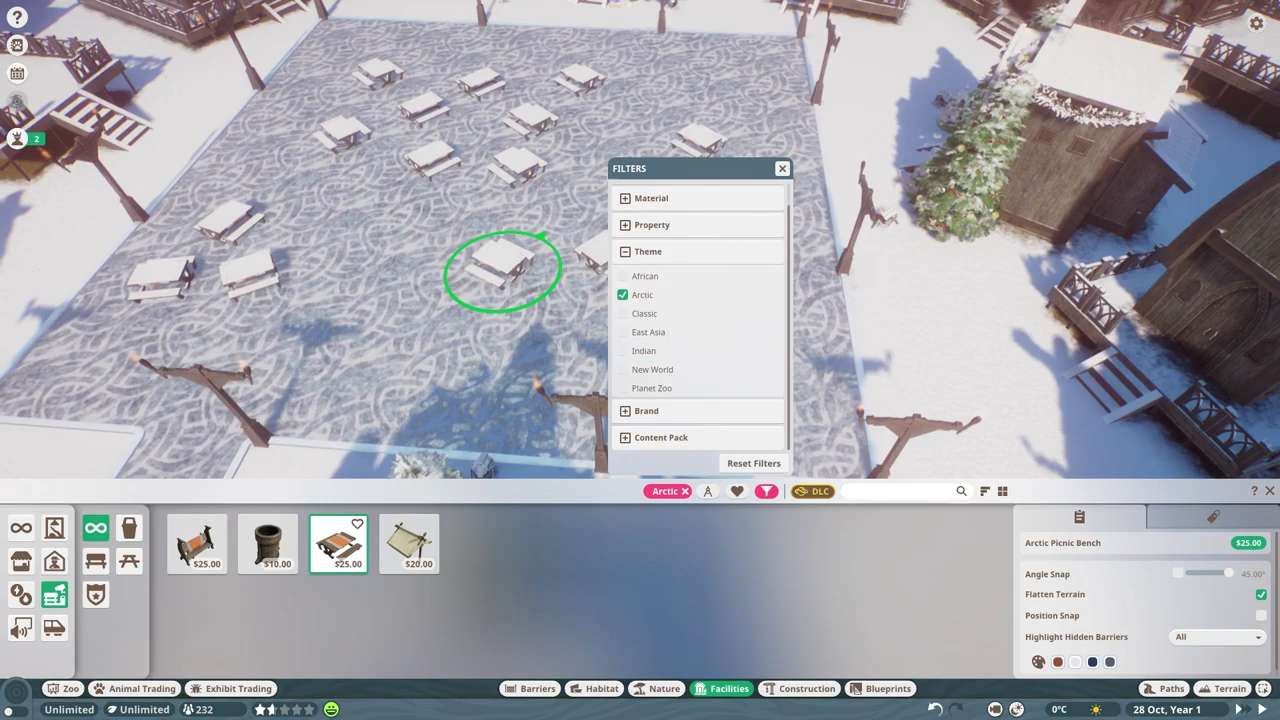 ?
2
FILTERS
Material
Property
Theme
African
Arctic
Classic
East Asia
Indian
New World
Planet Zoo
Brand
Content Pack
Reset Filters
Arctic
DLC
?
$25.00
$10.00
$25.00
$20.00
Arctic Picnic Bench
$25.00
Angle Snap
45.00°
Flatten Terrain
Position Snap
Highlight Hidden Barriers
All
Zoo
Animal Trading
Exhibit Trading
Barriers
Habitat
Nature
Facilities
Construction
Blueprints
Paths
Terrain
Unlimited
Unlimited
232
0°C
28 Oct, Year 1